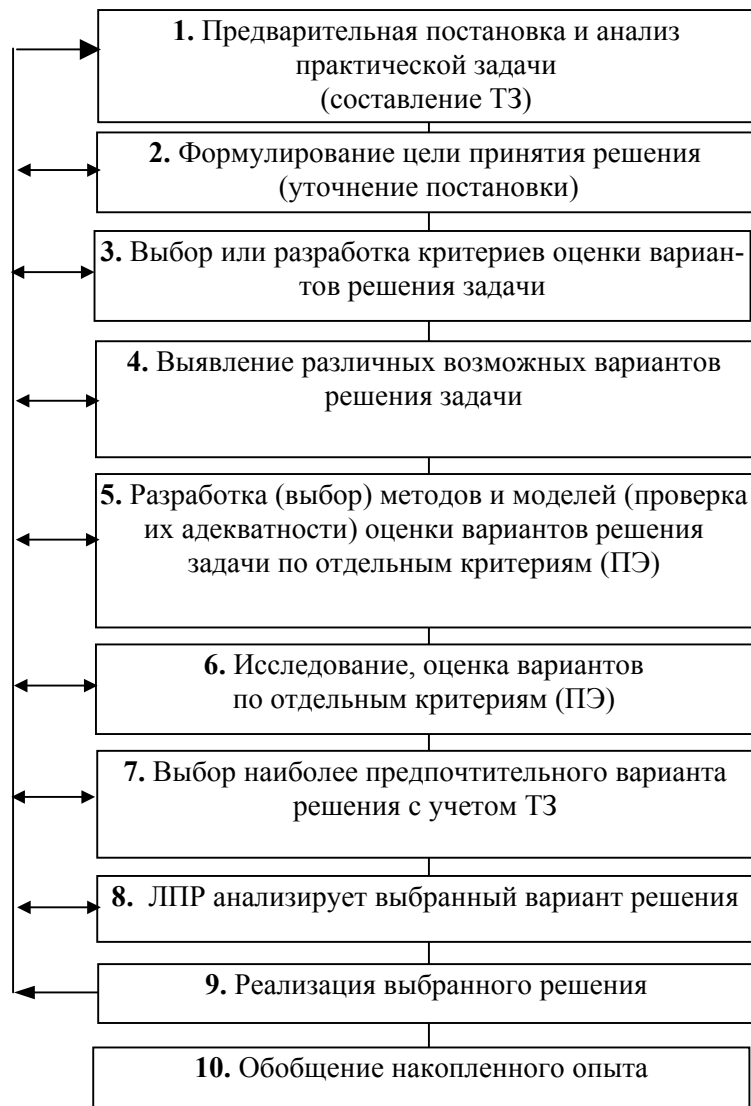 1. Предварительная постановка и анализ
практической задачи
(составление ТЗ)
2. Формулирование цели принятия решения
(уточнение постановки)
3. Выбор или разработка критериев оценки вариан-
тов решения задачи
4. Выявление различных возможных вариантов
решения задачи
5. Разработка (выбор) методов и моделей (проверка
их адекватности) оценки вариантов решения
задачи по отдельным критериям (ПЭ)
6. Исследование, оценка вариантов
по отдельным критериям (ПЭ)
7. Выбор наиболее предпочтительного варианта
решения с учетом ТЗ
8. ЛПР анализирует выбранный вариант решения
9. Реализация выбранного решения
10. Обобщение накопленного опыта